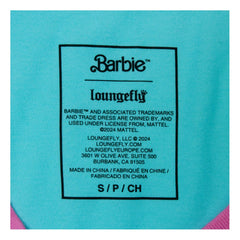 Barbie™
loungefly®
BARBIE™ AND ASSOCIATED TRADEMARKS
AND TRADE DRESS ARE OWNED BY, AND
USED UNDER LICENSE FROM, MATTEL.
©2024 MATTEL.
LOUNGEFLY, LLC © 2024
LOUNGEFLY.COM
LOUNGEFLYEUROPE.COM
3601 W OLIVE AVE, SUITE 500
BURBANK, CA 91505
MADE IN CHINA / FABRIQUÉ EN CHINE /
FABRICADO EN CHINA
S / P / CH